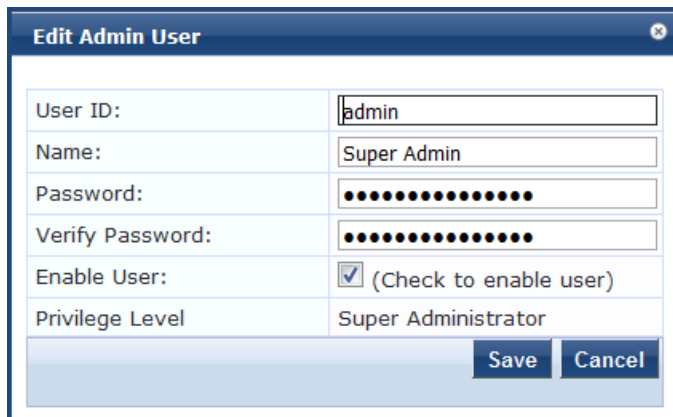 Edit Admin User
User ID: admin
Name: Super Admin
Password: ●●●●●●●●●●●●●●●
Verify Password: ●●●●●●●●●●●●●●●
Enable User: (Check to enable user)
Privilege Level Super Administrator
Save Cancel